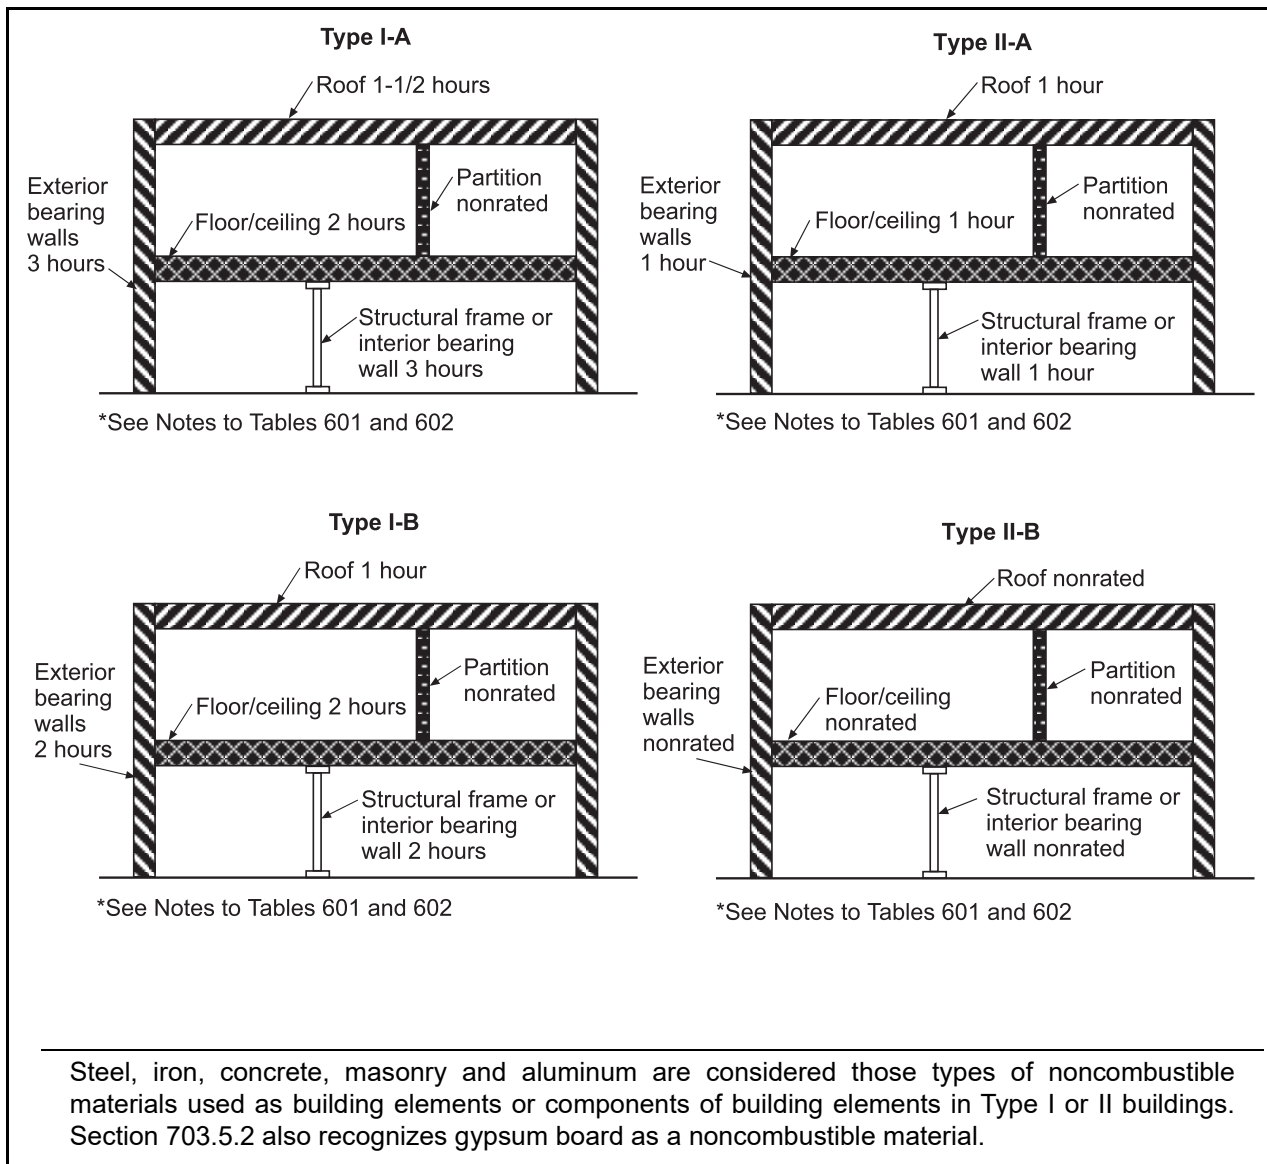 Type I-A
Roof 1-1/2 hours
Exterior
bearing
walls
3 hours
Floor/ceiling 2 hours
Partition
nonrated
Structural frame or
interior bearing
wall 3 hours
*See Notes to Tables 601 and 602
Type II-A
Roof 1 hour
Exterior
bearing
walls
1 hour
Floor/ceiling 1 hour
Partition
nonrated
Structural frame or
interior bearing
wall 1 hour
*See Notes to Tables 601 and 602
Type I-B
Roof 1 hour
Exterior
bearing
walls
2 hours
Floor/ceiling 2 hours
Partition
nonrated
Structural frame or
interior bearing
wall 2 hours
*See Notes to Tables 601 and 602
Type II-B
Roof nonrated
Exterior
bearing
walls
nonrated
Floor/ceiling
nonrated
Partition
nonrated
Structural frame or
interior bearing
wall nonrated
*See Notes to Tables 601 and 602
Steel, iron, concrete, masonry and aluminum are considered those types of noncombustible
materials used as building elements or components of building elements in Type I or II buildings.
Section 703.5.2 also recognizes gypsum board as a noncombustible material.